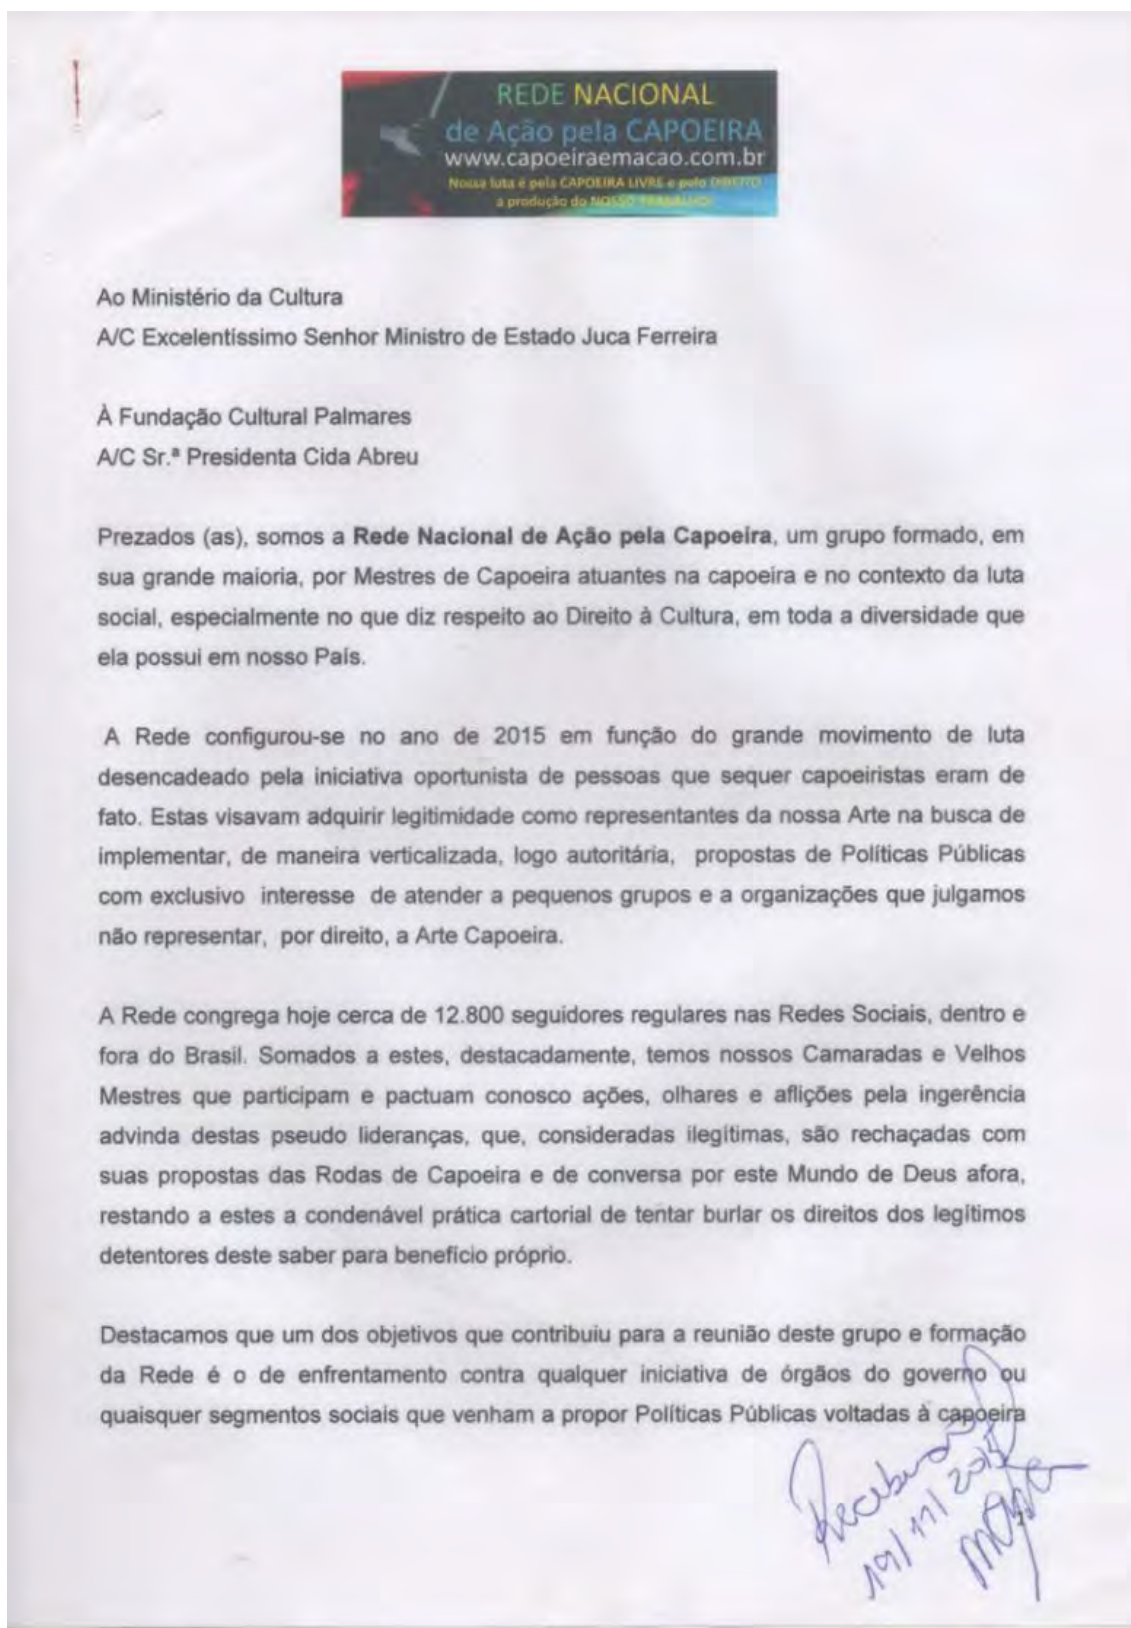 REDE NACIONAL
de Ação pela CAPOEIRA
www.capoeiraemacao.com.br
Nossa luta é pela CAPOEIRA LIVRE e pelo DIREITO
a produção do NOSSO TRABALHO!
Ao Ministério da Cultura
A/C Excelentíssimo Senhor Ministro de Estado Juca Ferreira
À Fundação Cultural Palmares
A/C Sr.ª Presidenta Cida Abreu
Prezados (as), somos a Rede Nacional de Ação pela Capoeira, um grupo formado, em
sua grande maioria, por Mestres de Capoeira atuantes na capoeira e no contexto da luta
social, especialmente no que diz respeito ao Direito à Cultura, em toda a diversidade que
ela possui em nosso País.
A Rede configurou-se no ano de 2015 em função do grande movimento de luta
desencadeado pela iniciativa oportunista de pessoas que sequer capoeiristas eram de
fato. Estas visavam adquirir legitimidade como representantes da nossa Arte na busca de
implementar, de maneira verticalizada, logo autoritária, propostas de Políticas Públicas
com exclusivo interesse de atender a pequenos grupos e a organizações que julgamos
não representar, por direito, a Arte Capoeira.
A Rede congrega hoje cerca de 12.800 seguidores regulares nas Redes Sociais, dentro e
fora do Brasil. Somados a estes, destacadamente, temos nossos Camaradas e Velhos
Mestres que participam e pactuam conosco ações, olhares e aflições pela ingerência
advinda destas pseudo lideranças, que, consideradas ilegítimas, são rechaçadas com
suas propostas das Rodas de Capoeira e de conversa por este Mundo de Deus afora,
restando a estes a condenável prática cartorial de tentar burlar os direitos dos legítimos
detentores deste saber para benefício próprio.
Destacamos que um dos objetivos que contribuiu para a reunião deste grupo e formação
da Rede é o de enfrentamento contra qualquer iniciativa de órgãos do governo ou
quaisquer segmentos sociais que venham a propor Políticas Públicas voltadas à capoeira
19/11/2015